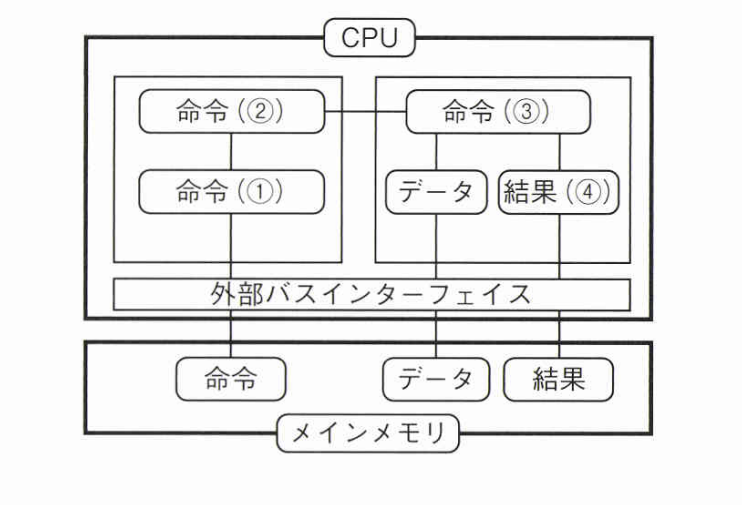 CPU
命令(②)
命令(③)
命令(①)
データ
結果(④)
外部バスインターフェイス
命令
データ
結果
メインメモリ